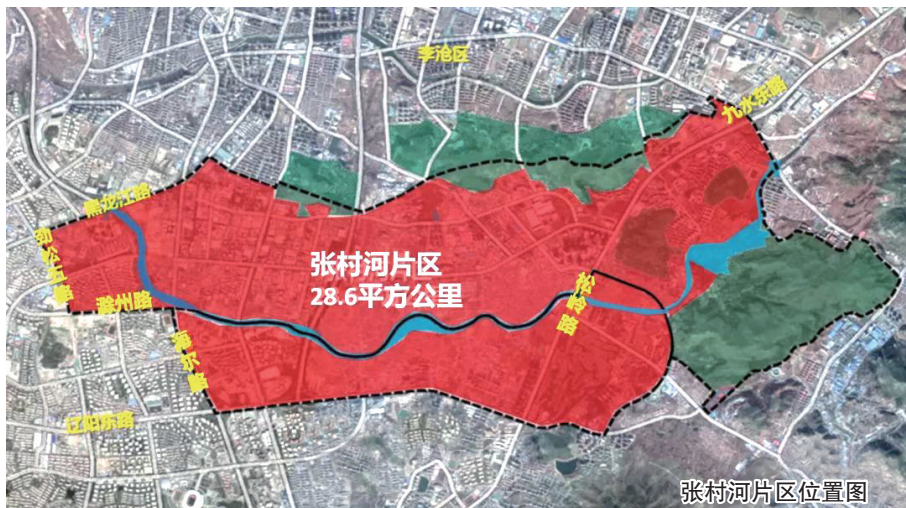 李沧区
九水东路
黑龙江路
劲松五路
张村河片区
28.6平方公里
滁州路
松岭路
海尔路
辽阳东路
张村河片区位置图